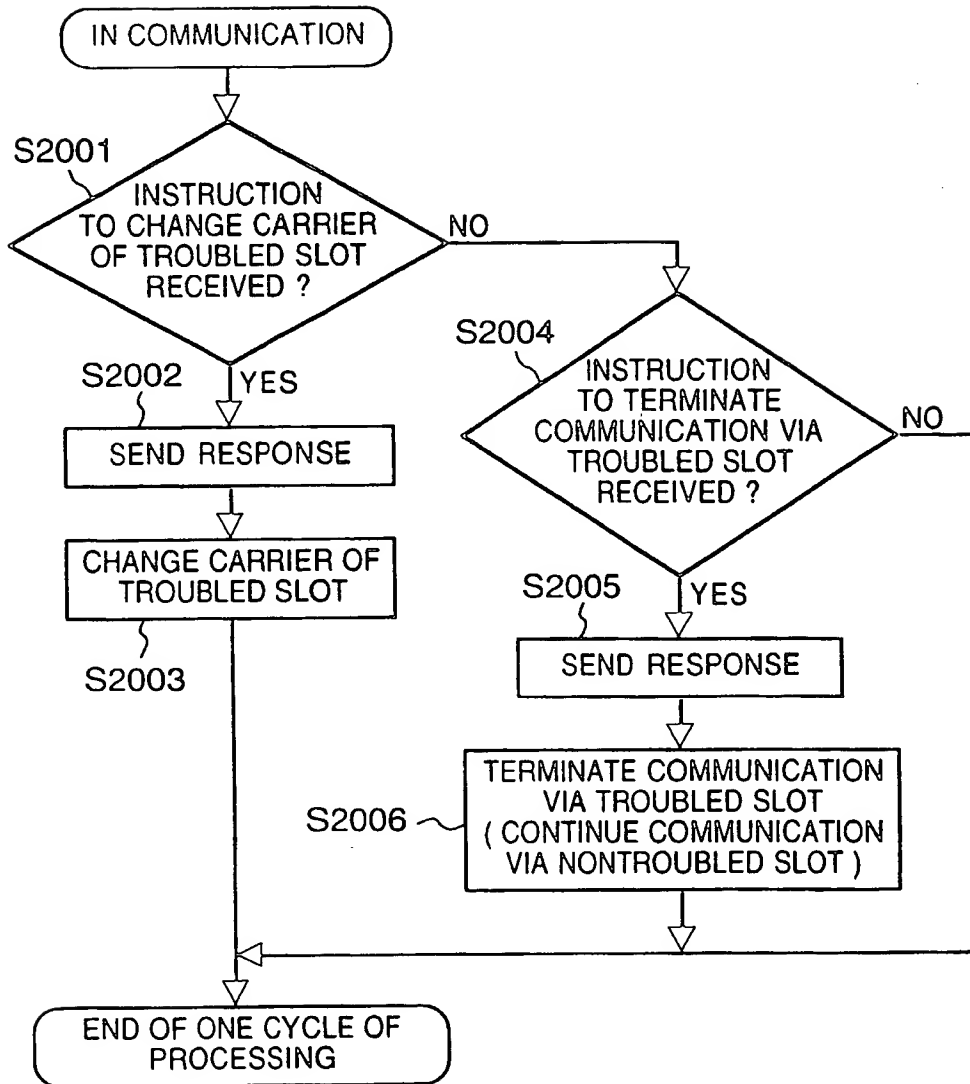 IN COMMUNICATION
S2001
INSTRUCTION
TO CHANGE CARRIER
OF TROUBLED SLOT
RECEIVED ?
NO
YES
S2002
SEND RESPONSE
CHANGE CARRIER OF
TROUBLED SLOT
S2003
S2004
INSTRUCTION
TO TERMINATE
COMMUNICATION VIA
TROUBLED SLOT
RECEIVED ?
NO
YES
S2005
SEND RESPONSE
TERMINATE COMMUNICATION
VIA TROUBLED SLOT
( CONTINUE COMMUNICATION
VIA NONTROUBLED SLOT )
S2006
END OF ONE CYCLE OF
PROCESSING